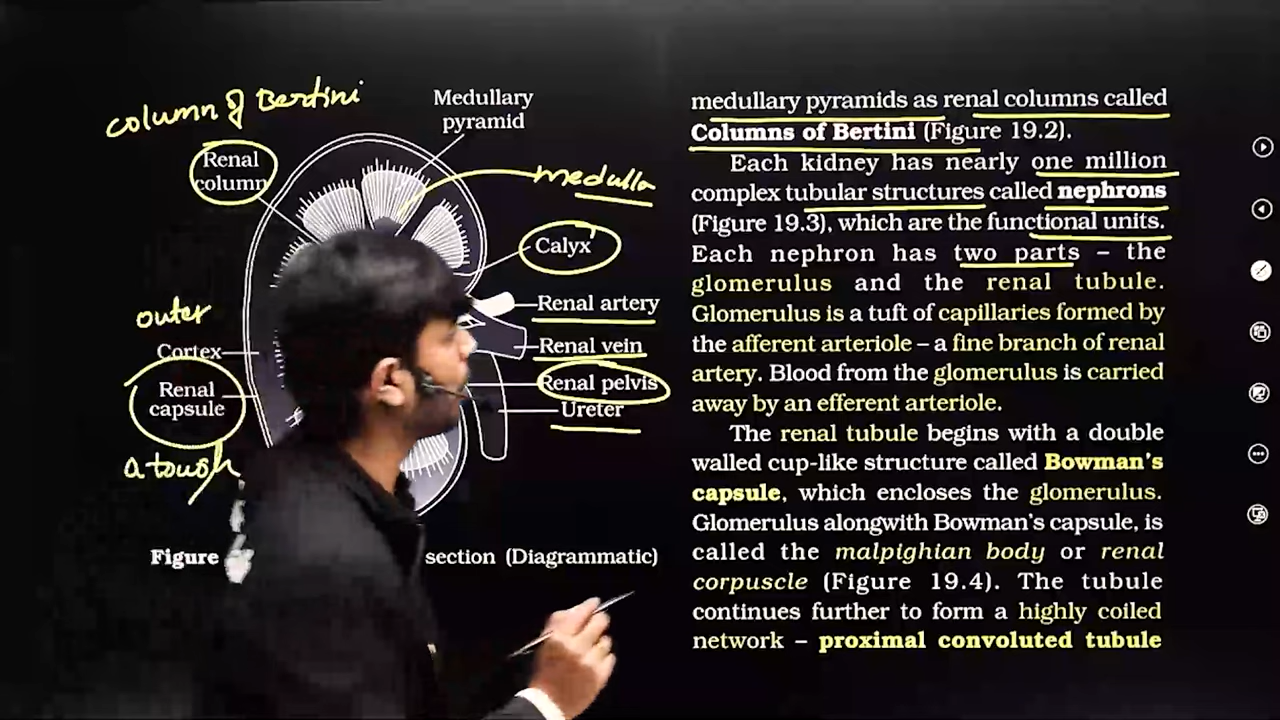 column of Bertini
Medullary
pyramid
Renal
column
medulla
Calyx
Renal artery
outer
Cortex
Renal vein
Renal
capsule
Renal pelvis
Ureter
a tough
Figure
section (Diagrammatic)
medullary pyramids as renal columns called
Columns of Bertini (Figure 19.2).
Each kidney has nearly one million
complex tubular structures called nephrons
(Figure 19.3), which are the functional units.
Each nephron has two parts – the
glomerulus and the renal tubule.
Glomerulus is a tuft of capillaries formed by
the afferent arteriole – a fine branch of renal
artery. Blood from the glomerulus is carried
away by an efferent arteriole.
The renal tubule begins with a double
walled cup-like structure called Bowman's
capsule, which encloses the glomerulus.
Glomerulus alongwith Bowman's capsule, is
called the malpighian body or renal
corpuscle (Figure 19.4). The tubule
continues further to form a highly coiled
network – proximal convoluted tubule